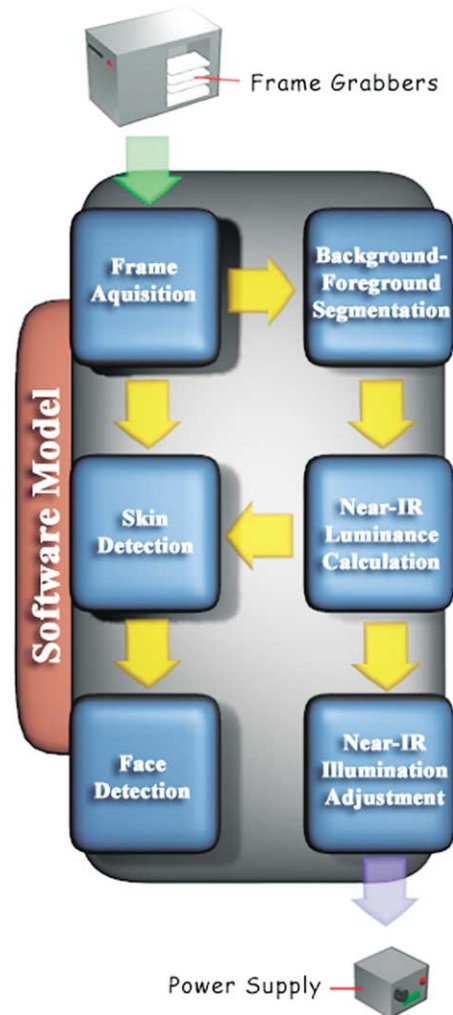 Frame Grabbers
Frame
Aquisition
Background-
Foreground
Segmentation
Software Model
Skin
Detection
Near-IR
Luminance
Calculation
Face
Detection
Near-IR
Illumination
Adjustment
Power Supply